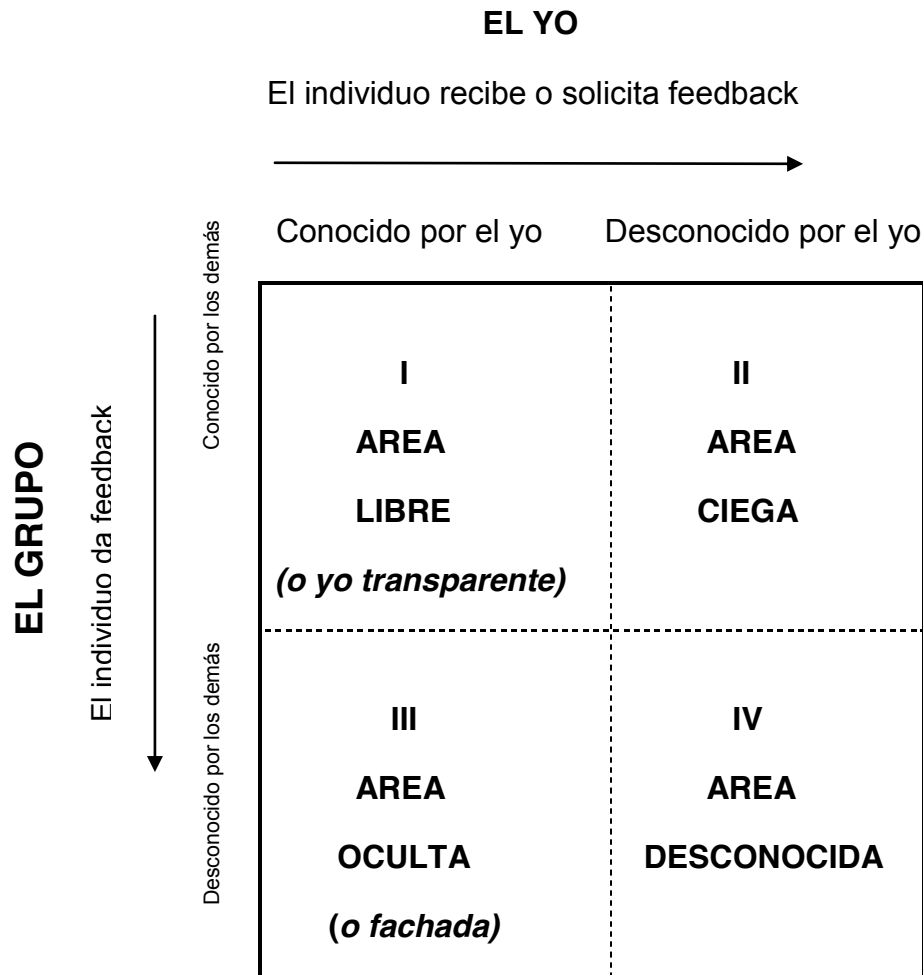 EL YO
El individuo recibe o solicita feedback
Conocido por el yo
Desconocido por el yo
EL GRUPO
El individuo da feedback
Conocido por los demás
Desconocido por los demás
I
AREA
LIBRE
(o yo transparente)
II
AREA
CIEGA
III
AREA
OCULTA
(o fachada)
IV
AREA
DESCONOCIDA